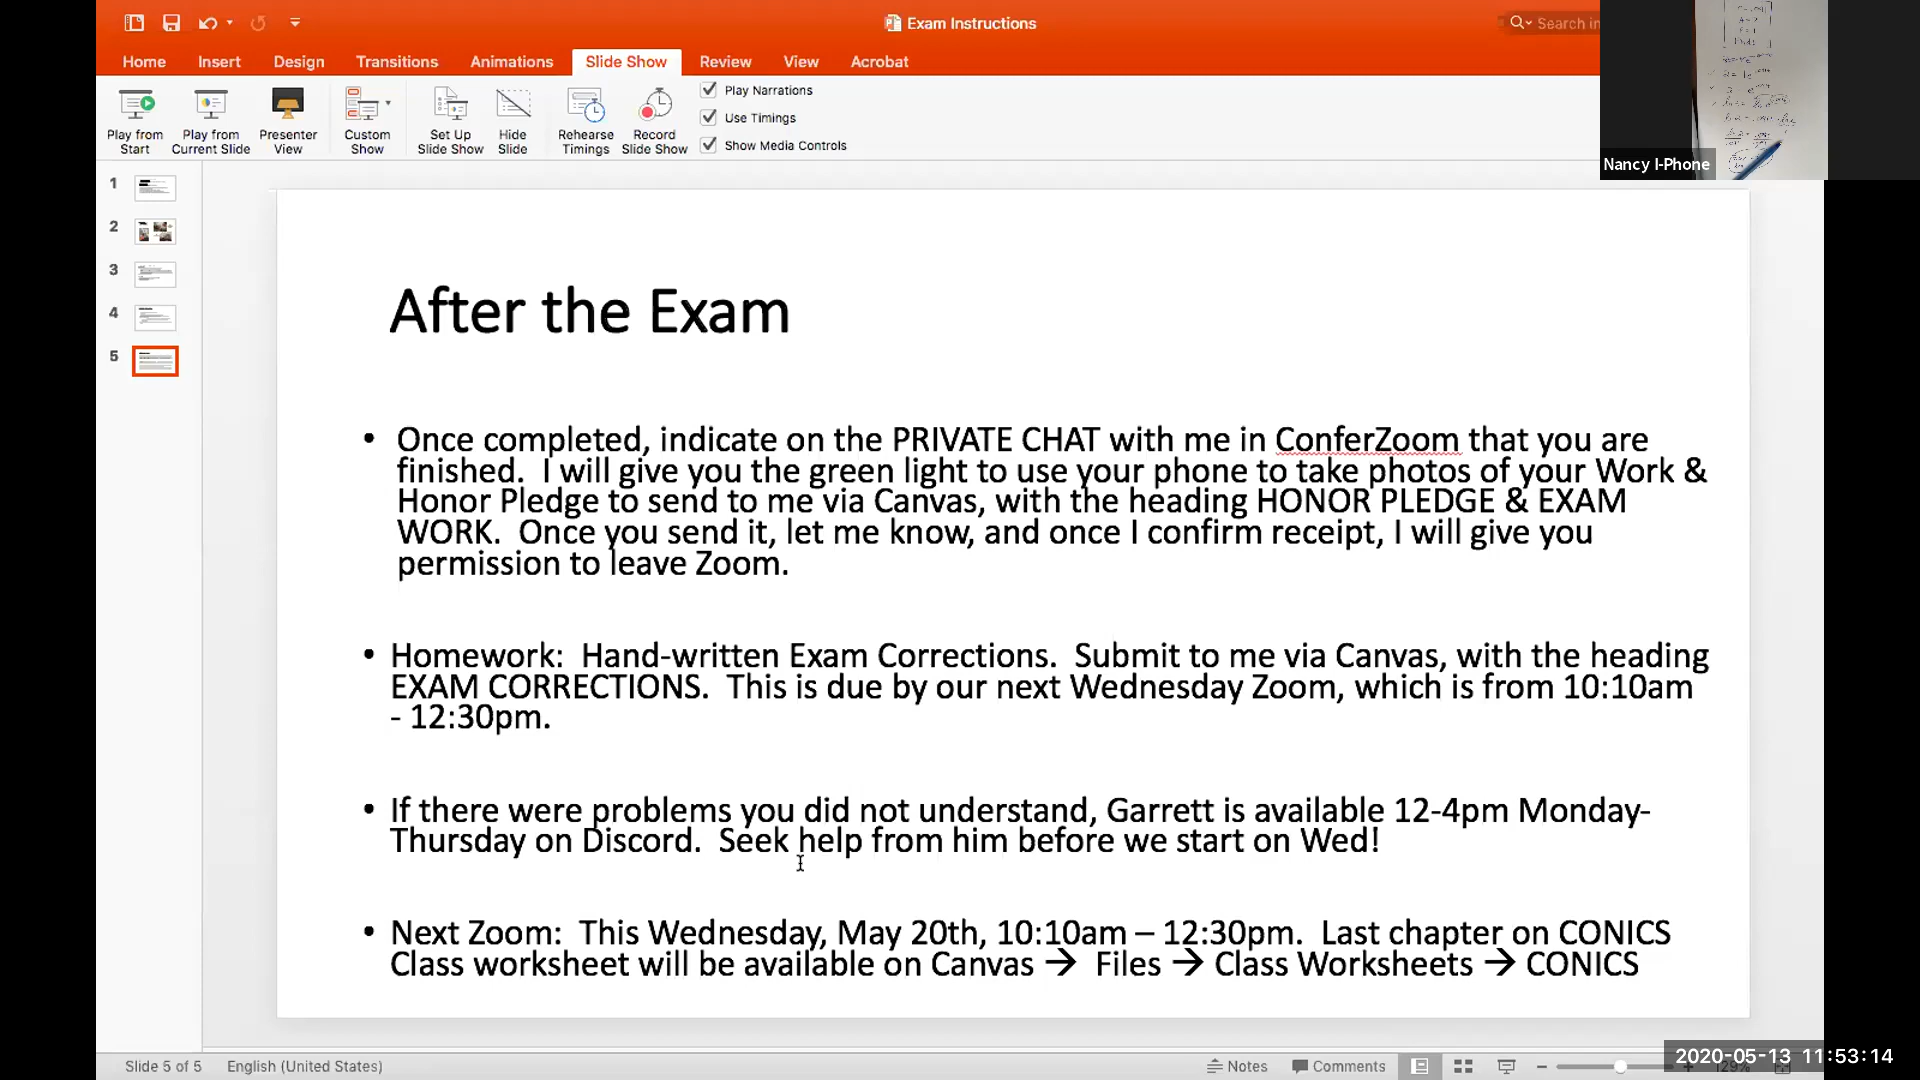 Exam Instructions
Search in
Home Insert Design Transitions Animations Slide Show Review View Acrobat
Play from Start
Play from Current Slide
Presenter View
Custom Show
Set Up Slide Show
Hide Slide
Rehearse Timings
Record Slide Show
Play Narrations
Use Timings
Show Media Controls
Nancy I-Phone
1
2
3
4
5
After the Exam
• Once completed, indicate on the PRIVATE CHAT with me in ConferZoom that you are
finished.  I will give you the green light to use your phone to take photos of your Work &
Honor Pledge to send to me via Canvas, with the heading HONOR PLEDGE & EXAM
WORK.  Once you send it, let me know, and once I confirm receipt, I will give you
permission to leave Zoom.
• Homework:  Hand-written Exam Corrections.  Submit to me via Canvas, with the heading
EXAM CORRECTIONS.  This is due by our next Wednesday Zoom, which is from 10:10am
- 12:30pm.
• If there were problems you did not understand, Garrett is available 12-4pm Monday-
Thursday on Discord.  Seek help from him before we start on Wed!
• Next Zoom:  This Wednesday, May 20th, 10:10am – 12:30pm.  Last chapter on CONICS
Class worksheet will be available on Canvas →  Files → Class Worksheets → CONICS
Slide 5 of 5 English (United States) Notes Comments
2020-05-13 11:53:14